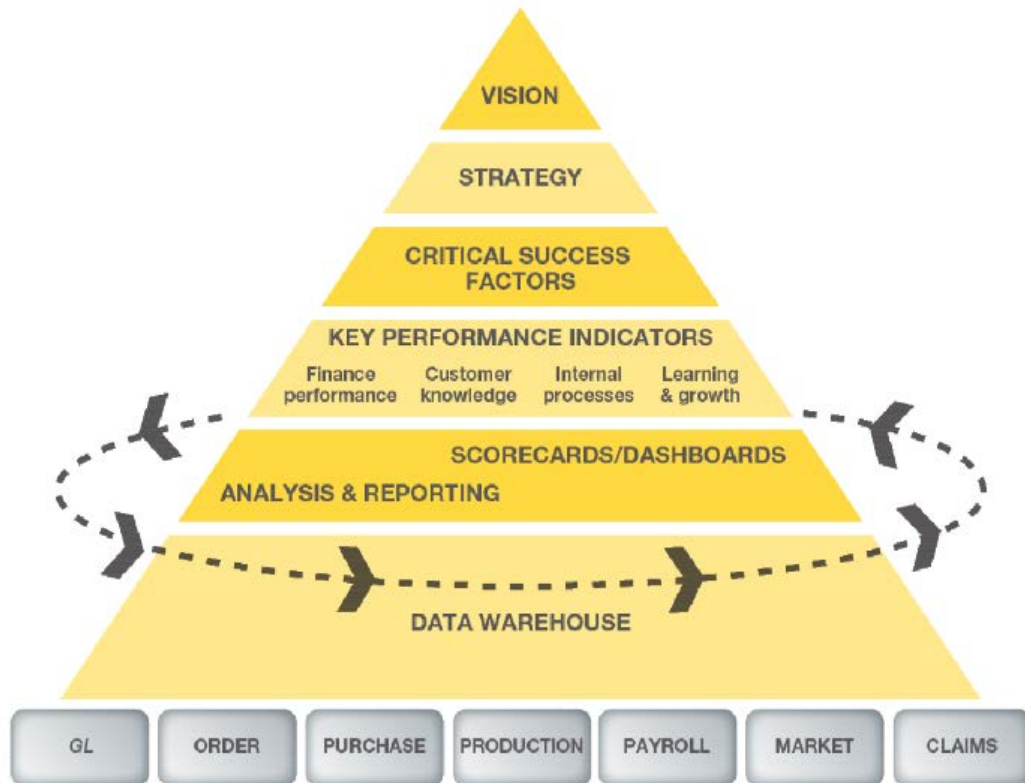 VISION
STRATEGY
CRITICAL SUCCESS
FACTORS
KEY PERFORMANCE INDICATORS
Finance
performance
Customer
knowledge
Internal
processes
Learning
& growth
SCORECARDS/DASHBOARDS
ANALYSIS & REPORTING
DATA WAREHOUSE
GL
ORDER
PURCHASE
PRODUCTION
PAYROLL
MARKET
CLAIMS